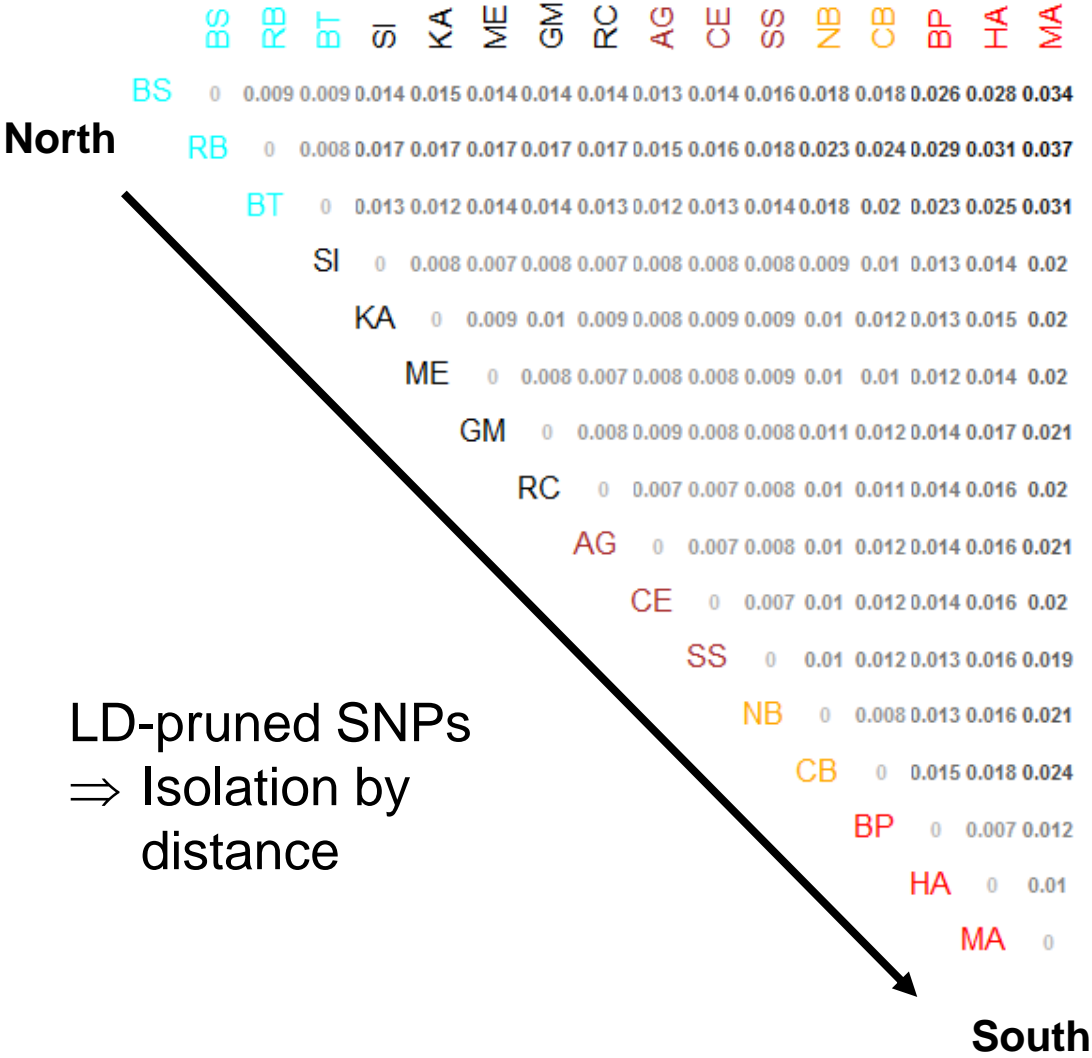 BS RB BT SI KA ME GM RC AG CE SS NB CB BP HA MA
BS 0 0.009 0.009 0.014 0.015 0.014 0.014 0.014 0.013 0.014 0.016 0.018 0.018 0.026 0.028 0.034
North
RB 0 0.008 0.017 0.017 0.017 0.017 0.017 0.015 0.016 0.018 0.023 0.024 0.029 0.031 0.037
BT 0 0.013 0.012 0.014 0.014 0.013 0.012 0.013 0.014 0.018 0.02 0.023 0.025 0.031
SI 0 0.008 0.007 0.008 0.007 0.008 0.008 0.008 0.009 0.01 0.013 0.014 0.02
KA 0 0.009 0.01 0.009 0.008 0.009 0.009 0.01 0.012 0.013 0.015 0.02
ME 0 0.008 0.007 0.008 0.008 0.009 0.01 0.01 0.012 0.014 0.02
GM 0 0.008 0.009 0.008 0.008 0.011 0.012 0.014 0.017 0.021
RC 0 0.007 0.007 0.008 0.01 0.011 0.014 0.016 0.02
AG 0 0.007 0.008 0.01 0.012 0.014 0.016 0.021
CE 0 0.007 0.01 0.012 0.014 0.016 0.02
SS 0 0.01 0.012 0.013 0.016 0.019
NB 0 0.008 0.013 0.016 0.021
CB 0 0.015 0.018 0.024
BP 0 0.007 0.012
HA 0 0.01
MA 0
LD-pruned SNPs
⇒ Isolation by
distance
South